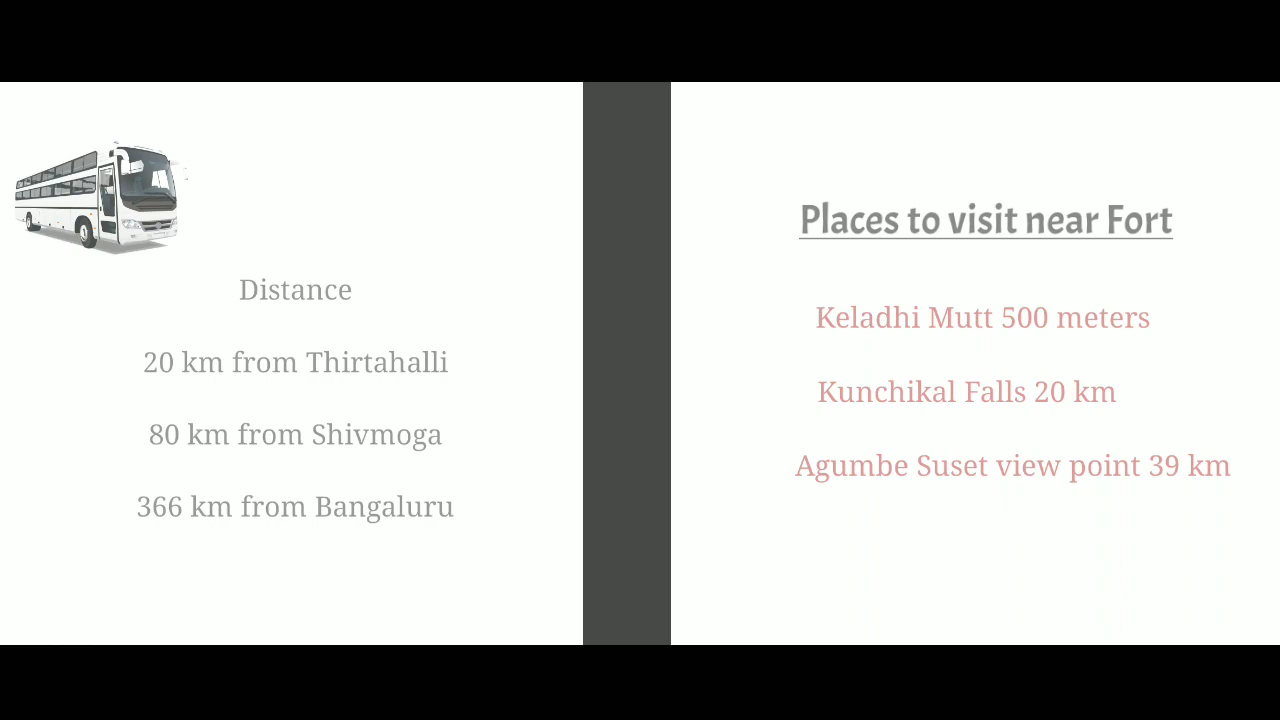 Distance
20 km from Thirtahalli
80 km from Shivmoga
366 km from Bangaluru
Places to visit near Fort
Keladhi Mutt 500 meters
Kunchikal Falls 20 km
Agumbe Suset view point 39 km